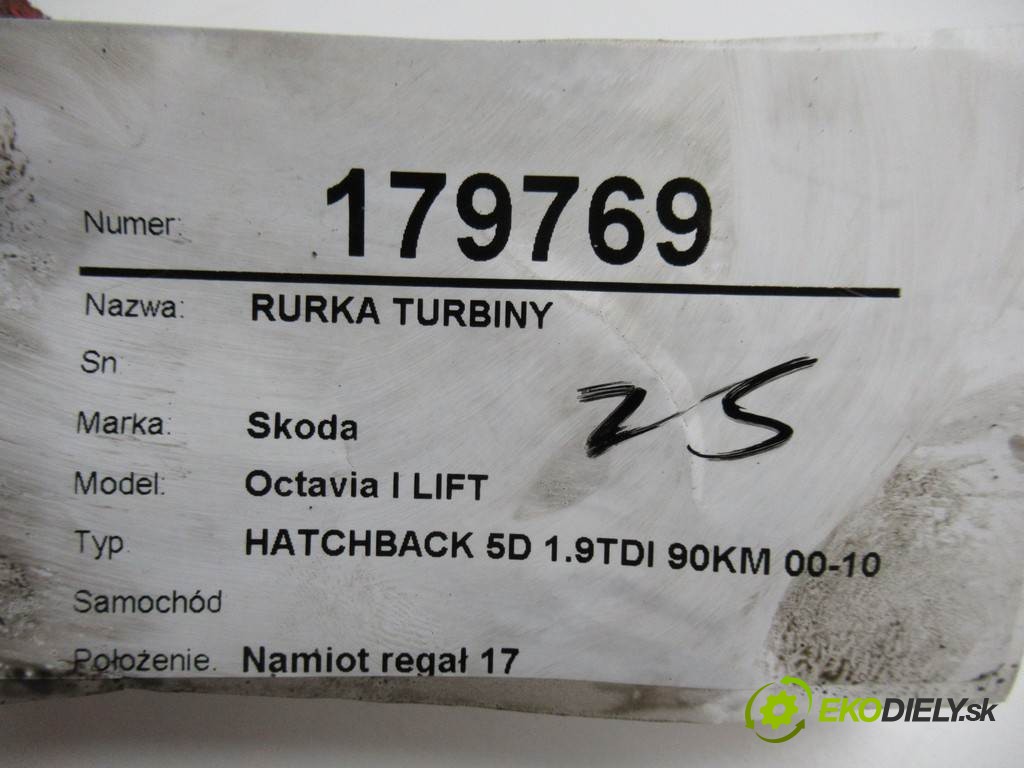 Numer: 179769
Nazwa: RURKA TURBINY
Sn
25
Marka: Skoda
Model: Octavia I LIFT
Typ HATCHBACK 5D 1.9TDI 90KM 00-10
Samochód
Położenie. Namiot regał 17
EKODIELY.sk